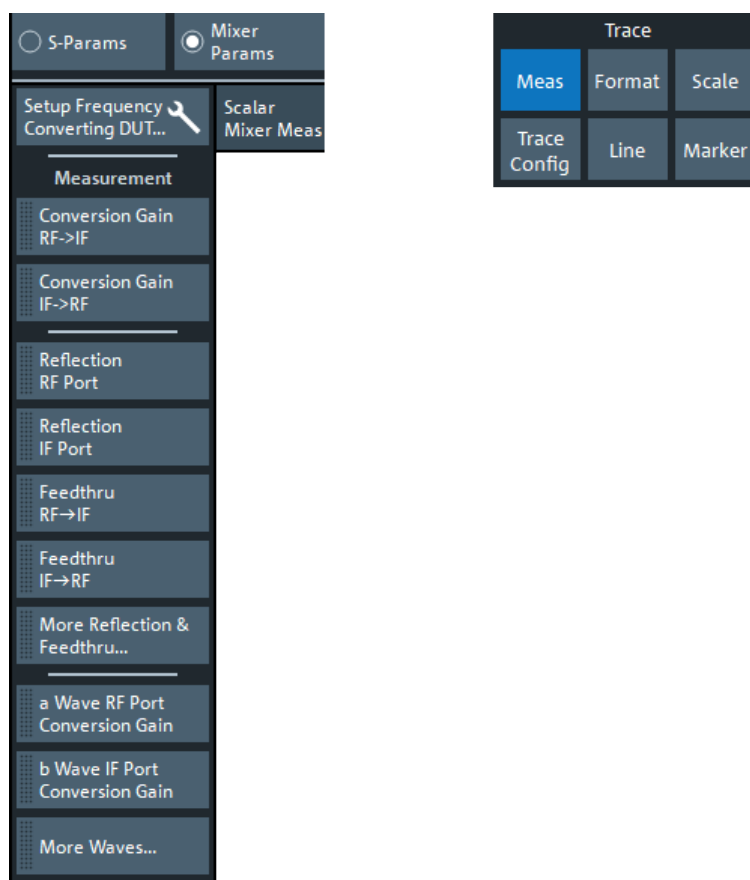 S-Params
Mixer
Params
Setup Frequency
Converting DUT...
Scalar
Mixer Meas
Measurement
Conversion Gain
RF->IF
Conversion Gain
IF->RF
Reflection
RF Port
Reflection
IF Port
Feedthru
RF→IF
Feedthru
IF→RF
More Reflection &
Feedthru...
a Wave RF Port
Conversion Gain
b Wave IF Port
Conversion Gain
More Waves...
Trace
Meas
Format
Scale
Trace
Config
Line
Marker